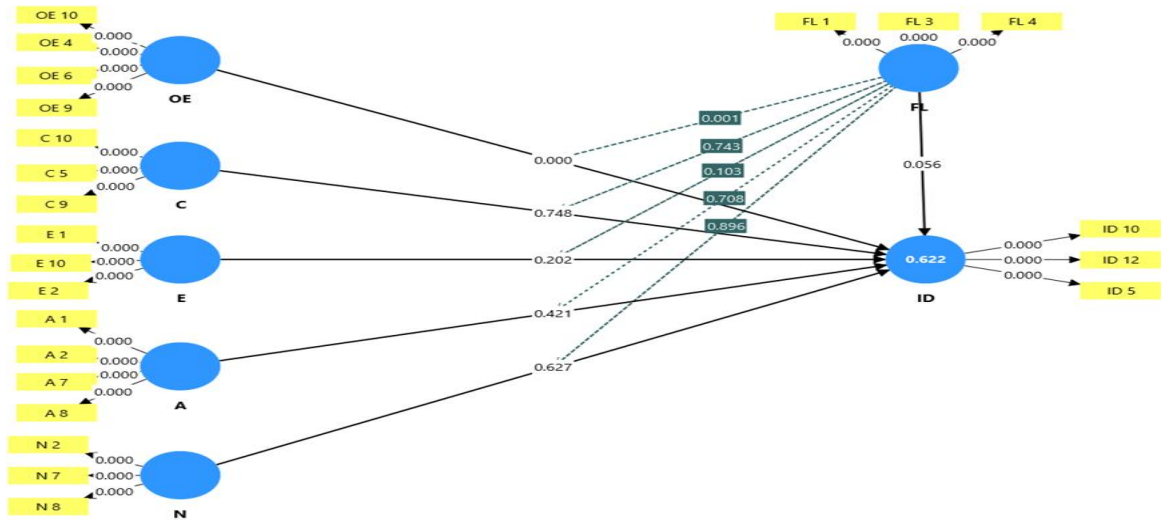 OE 10
OE 4
OE 6
OE 9
0.000
0.000
0.000
0.000
OE
C 10
C 5
C 9
0.000
0.000
0.000
C
E 1
E 10
E 2
0.000
0.000
0.000
E
A 1
A 2
A 7
A 8
0.000
0.000
0.000
0.000
A
N 2
N 7
N 8
0.000
0.000
0.000
N
0.000
0.748
0.202
0.421
0.627
0.001
0.743
0.103
0.708
0.896
FL 1
FL 3
FL 4
0.000
0.000
0.000
FL
0.056
0.622
ID
0.000
0.000
0.000
ID 10
ID 12
ID 5